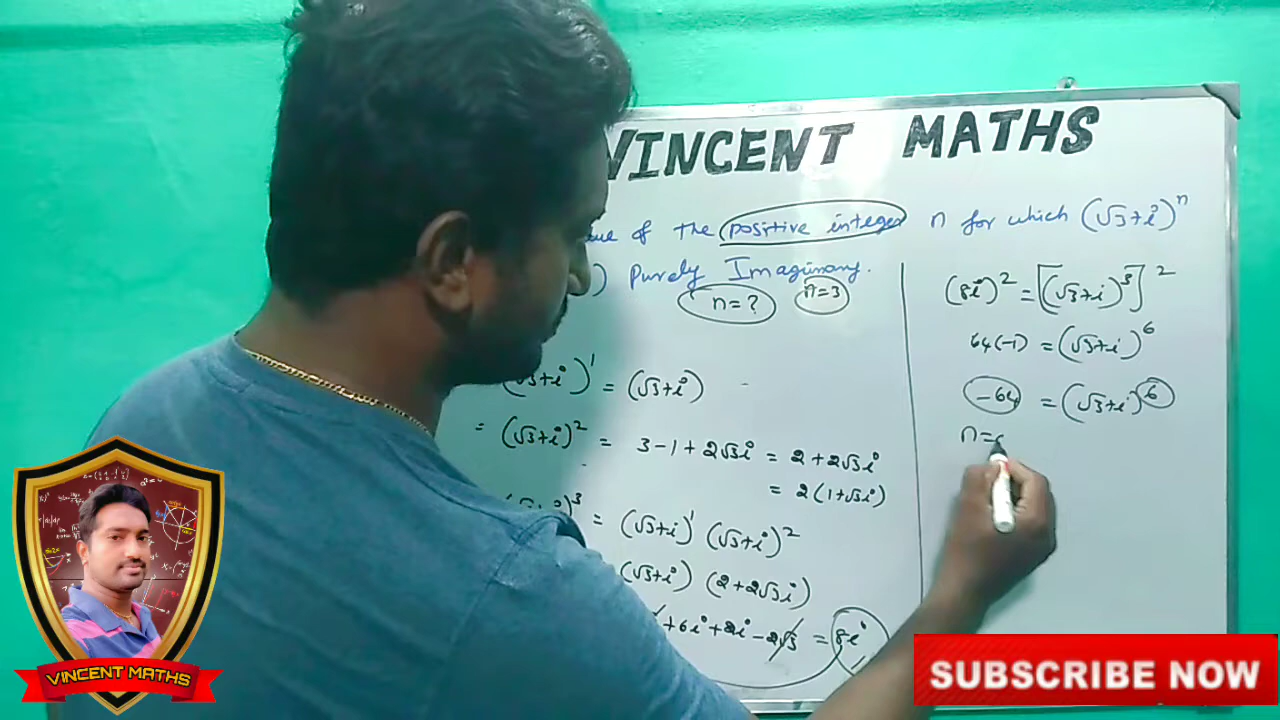 VINCENT MATHS
of the positive integer n for which (√3+i)ⁿ
) Purely Imaginary.
n=? n=3
(√3+i)¹ = (√3+i)
= (√3+i)² = 3-1+2√3i = 2+2√3i
= 2(1+√3i)
³ = (√3+i)¹ (√3+i)²
(√3+i) (2+2√3i)
+6i+2i-2√3 = 8i
(8i)² = [(√3+i)³]²
64(-1) = (√3+i)⁶
-64 = (√3+i)⁶
n=
VINCENT MATHS
SUBSCRIBE NOW